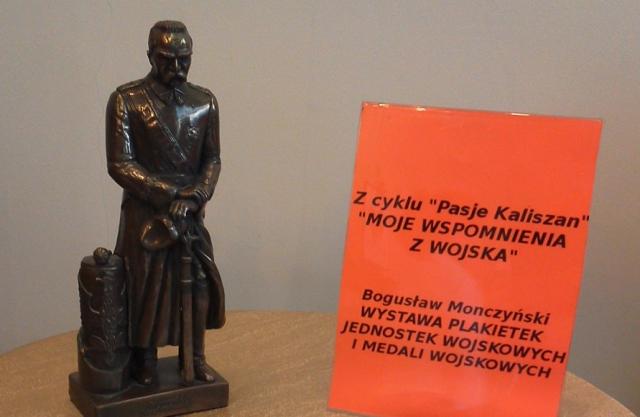 Z cyklu "Pasje Kaliszan"
"MOJE WSPOMNIENIA
Z WOJSKA"
Bogusław Monczyński
WYSTAWA PLAKIETEK
JEDNOSTEK WOJSKOWYCH
I MEDALI WOJSKOWYCH